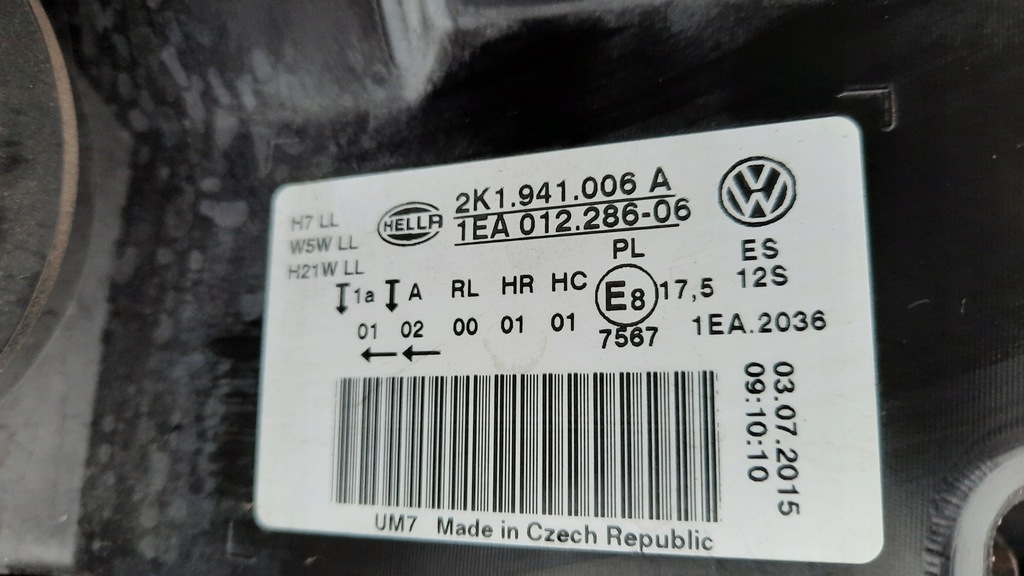 2K1.941.006 A
HELLA 1EA 012.286-06
H7 LL
W5W LL
H21W LL
PL
ES
12S
1a A RL HR HC E8 17,5
01 02 00 01 01 7567 1EA.2036
03.07.2015
09:10:10
UM7 Made in Czech Republic